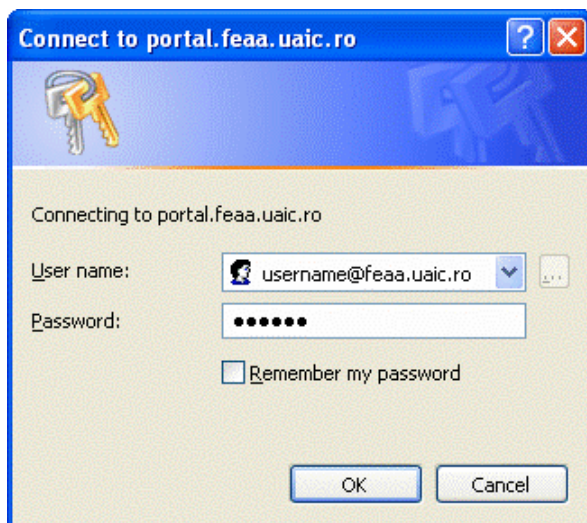 Connect to portal.feaa.uaic.ro
Connecting to portal.feaa.uaic.ro
User name: username@feaa.uaic.ro ...
Password: ••••••
Remember my password
OK Cancel